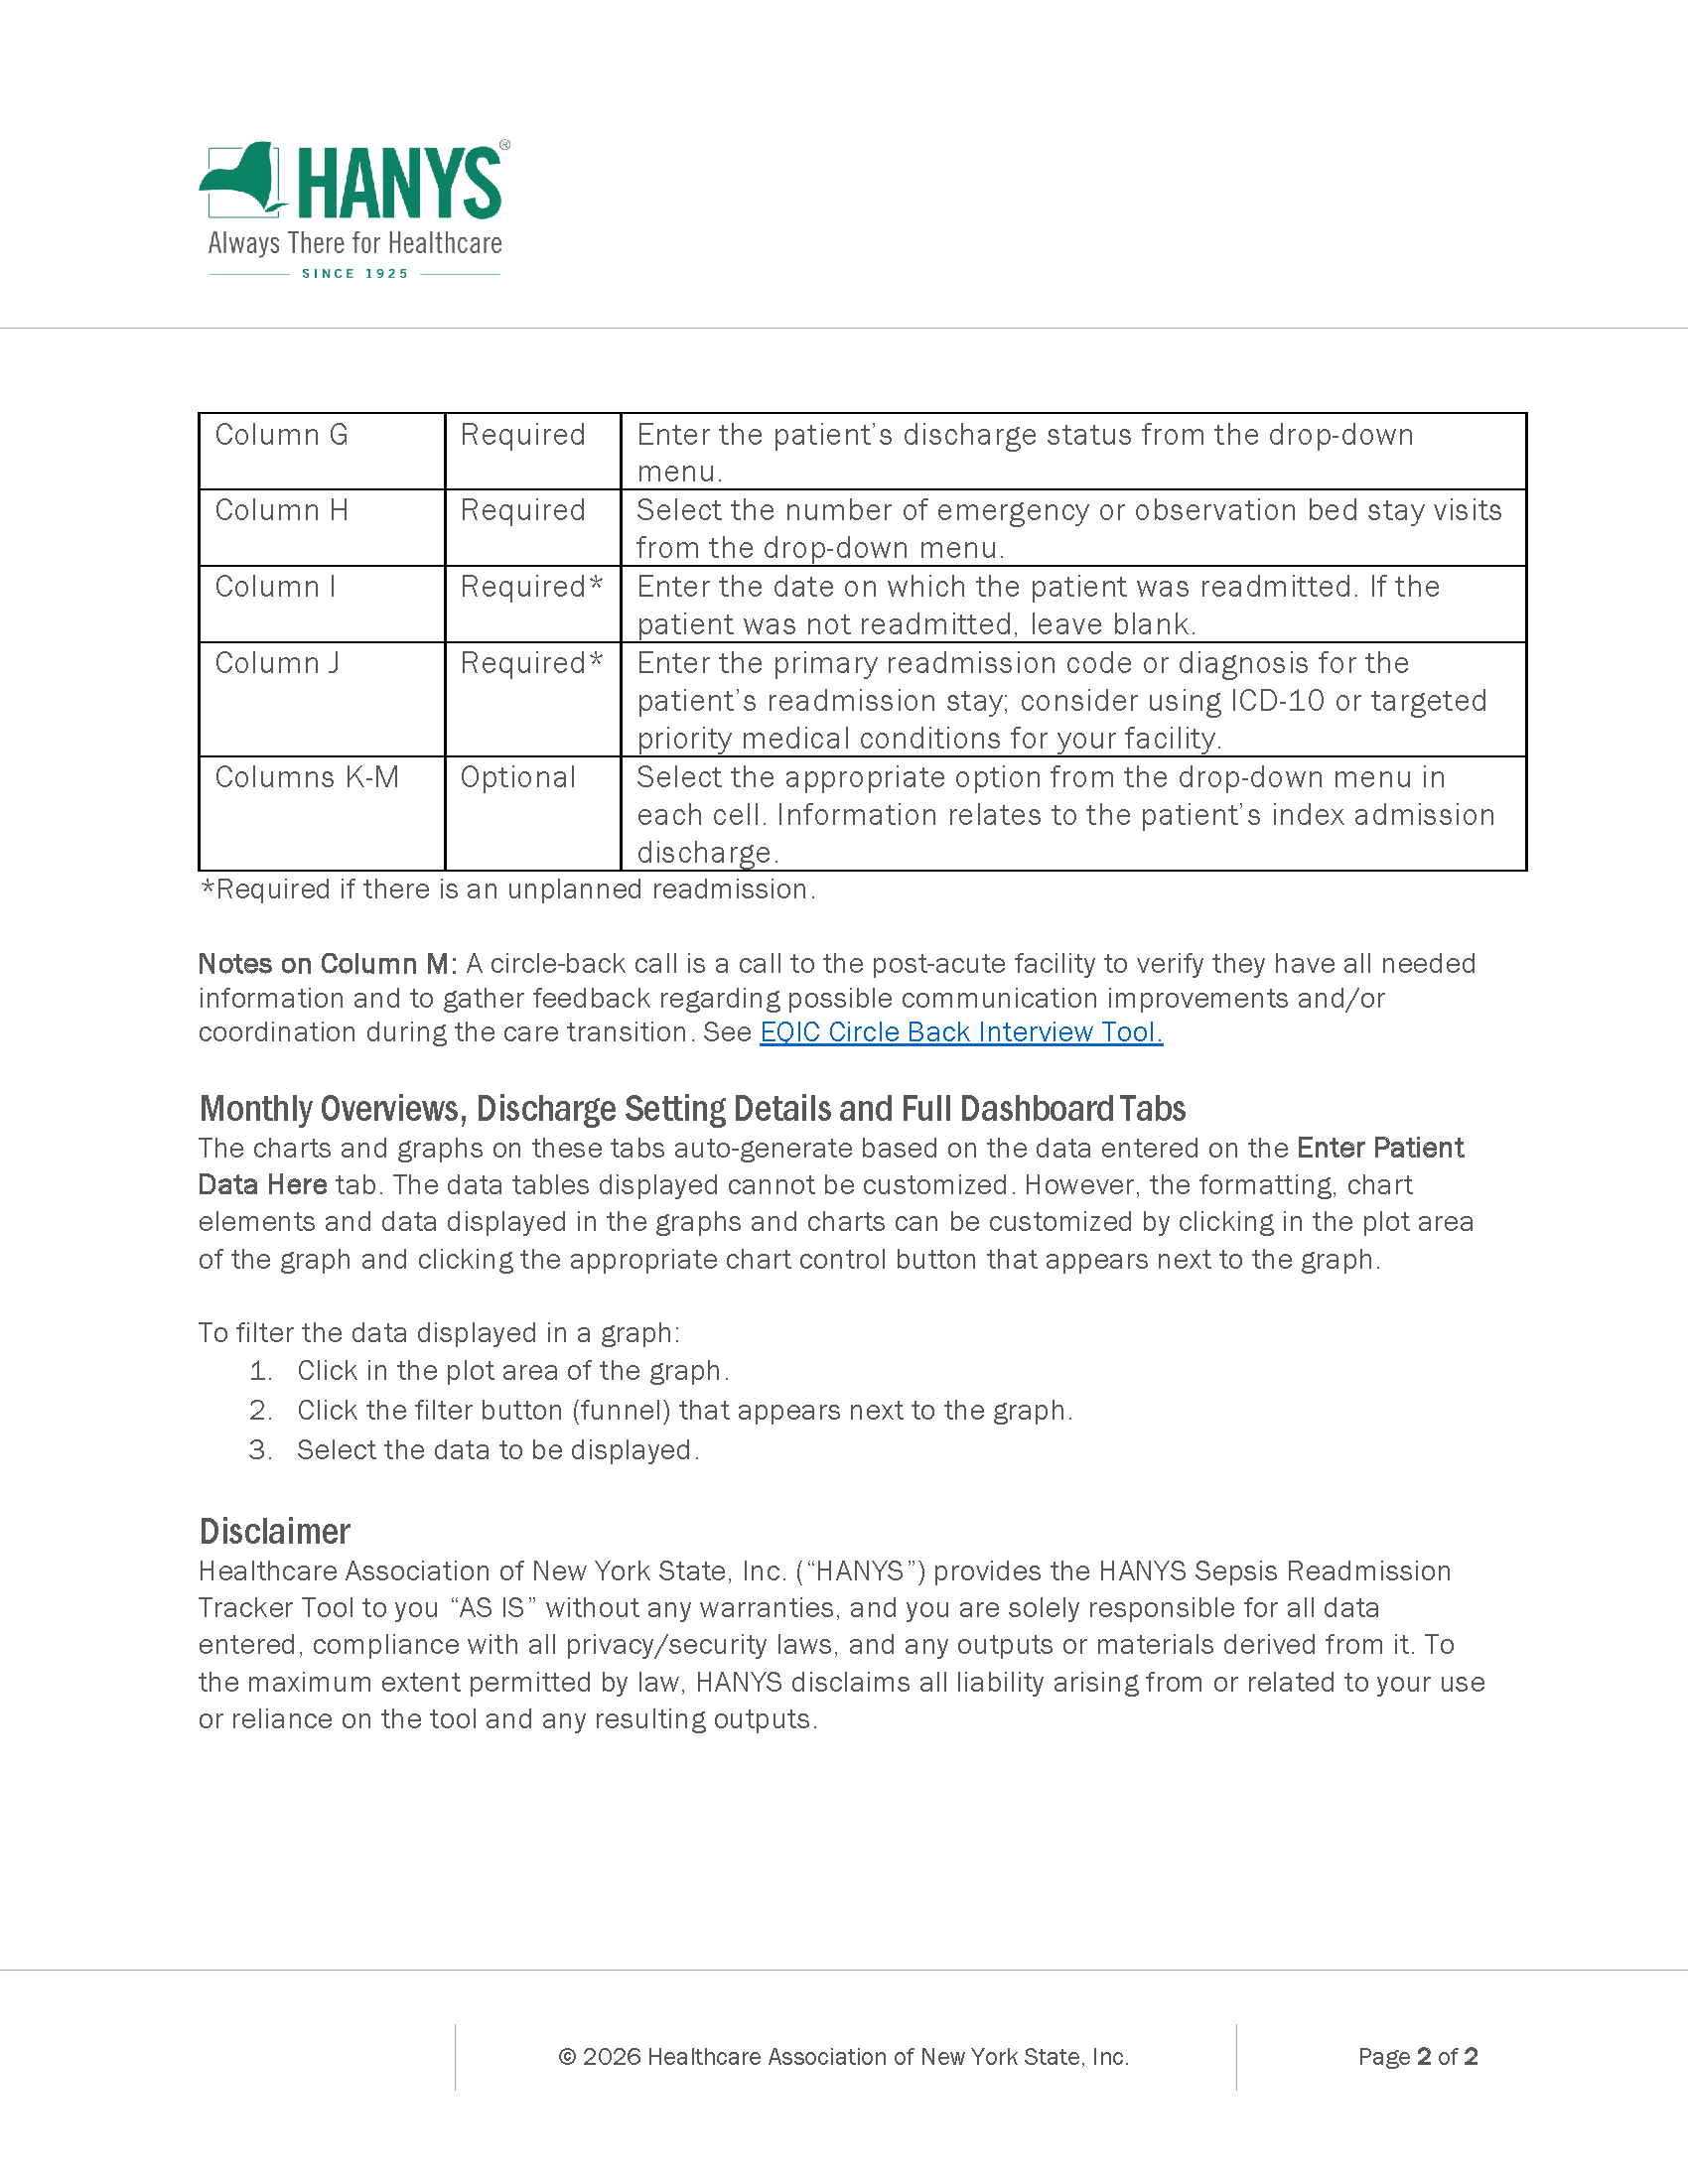 HANYS®
Always There for Healthcare
SINCE 1925
Column G Required Enter the patient’s discharge status from the drop-down
menu.
Column H Required Select the number of emergency or observation bed stay visits
from the drop-down menu.
Column I Required* Enter the date on which the patient was readmitted. If the
patient was not readmitted, leave blank.
Column J Required* Enter the primary readmission code or diagnosis for the
patient’s readmission stay; consider using ICD-10 or targeted
priority medical conditions for your facility.
Columns K-M Optional Select the appropriate option from the drop-down menu in
each cell. Information relates to the patient’s index admission
discharge.
*Required if there is an unplanned readmission.
Notes on Column M: A circle-back call is a call to the post-acute facility to verify they have all needed
information and to gather feedback regarding possible communication improvements and/or
coordination during the care transition. See EQIC Circle Back Interview Tool.
Monthly Overviews, Discharge Setting Details and Full Dashboard Tabs
The charts and graphs on these tabs auto-generate based on the data entered on the Enter Patient
Data Here tab. The data tables displayed cannot be customized. However, the formatting, chart
elements and data displayed in the graphs and charts can be customized by clicking in the plot area
of the graph and clicking the appropriate chart control button that appears next to the graph.
To filter the data displayed in a graph:
1. Click in the plot area of the graph.
2. Click the filter button (funnel) that appears next to the graph.
3. Select the data to be displayed.
Disclaimer
Healthcare Association of New York State, Inc. (“HANYS”) provides the HANYS Sepsis Readmission
Tracker Tool to you “AS IS” without any warranties, and you are solely responsible for all data
entered, compliance with all privacy/security laws, and any outputs or materials derived from it. To
the maximum extent permitted by law, HANYS disclaims all liability arising from or related to your use
or reliance on the tool and any resulting outputs.
© 2026 Healthcare Association of New York State, Inc.
Page 2 of 2